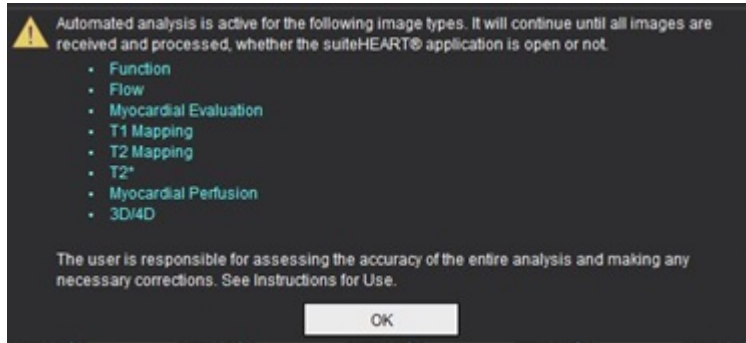 Automated analysis is active for the following image types. It will continue until all images are
received and processed, whether the suiteHEART® application is open or not.
• Function
• Flow
• Myocardial Evaluation
• T1 Mapping
• T2 Mapping
• T2*
• Myocardial Perfusion
• 3D/4D
The user is responsible for assessing the accuracy of the entire analysis and making any
necessary corrections. See Instructions for Use.
OK